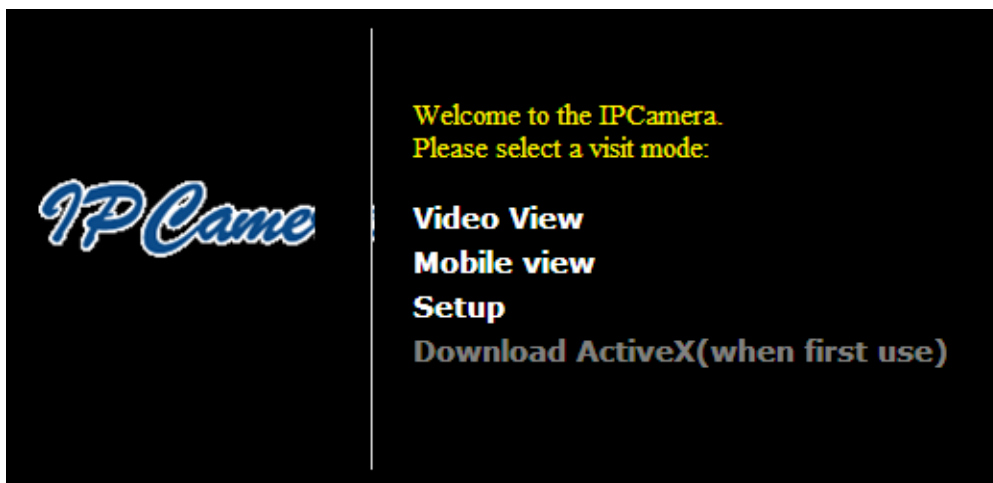 IPCame
Welcome to the IPCamera.
Please select a visit mode:
Video View
Mobile view
Setup
Download ActiveX(when first use)